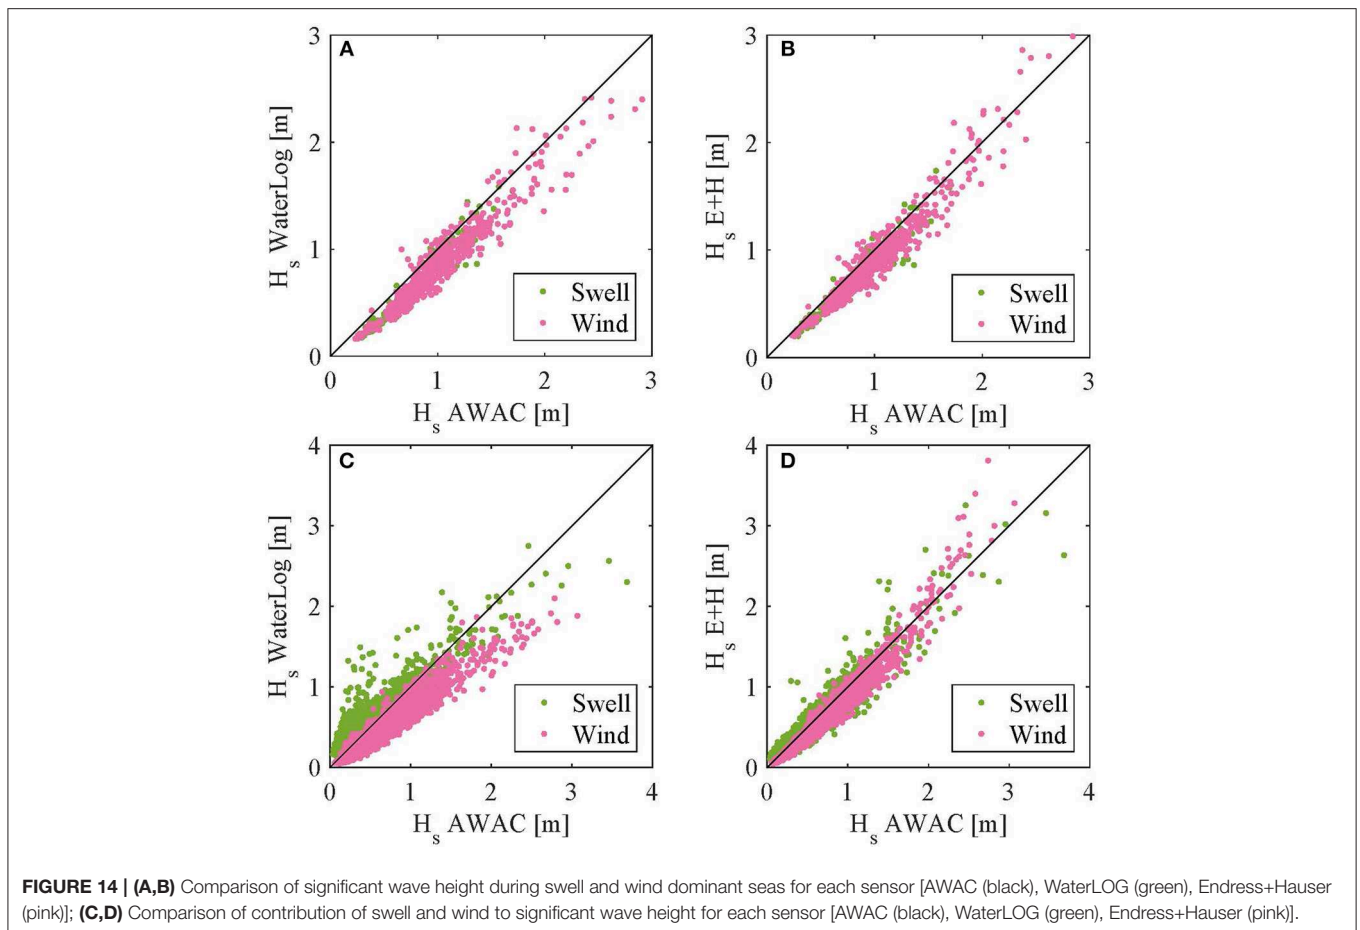 A
3
2
1
0
H_s WaterLog [m]
Swell
Wind
0 1 2 3
H_s AWAC [m]
B
3
2
1
0
H_s E+H [m]
Swell
Wind
0 1 2 3
H_s AWAC [m]
C
4
3
2
1
0
H_s WaterLog [m]
Swell
Wind
0 1 2 3 4
H_s AWAC [m]
D
4
3
2
1
0
H_s E+H [m]
Swell
Wind
0 1 2 3 4
H_s AWAC [m]
FIGURE 14 | (A,B) Comparison of significant wave height during swell and wind dominant seas for each sensor [AWAC (black), WaterLOG (green), Endress+Hauser
(pink)]; (C,D) Comparison of contribution of swell and wind to significant wave height for each sensor [AWAC (black), WaterLOG (green), Endress+Hauser (pink)].